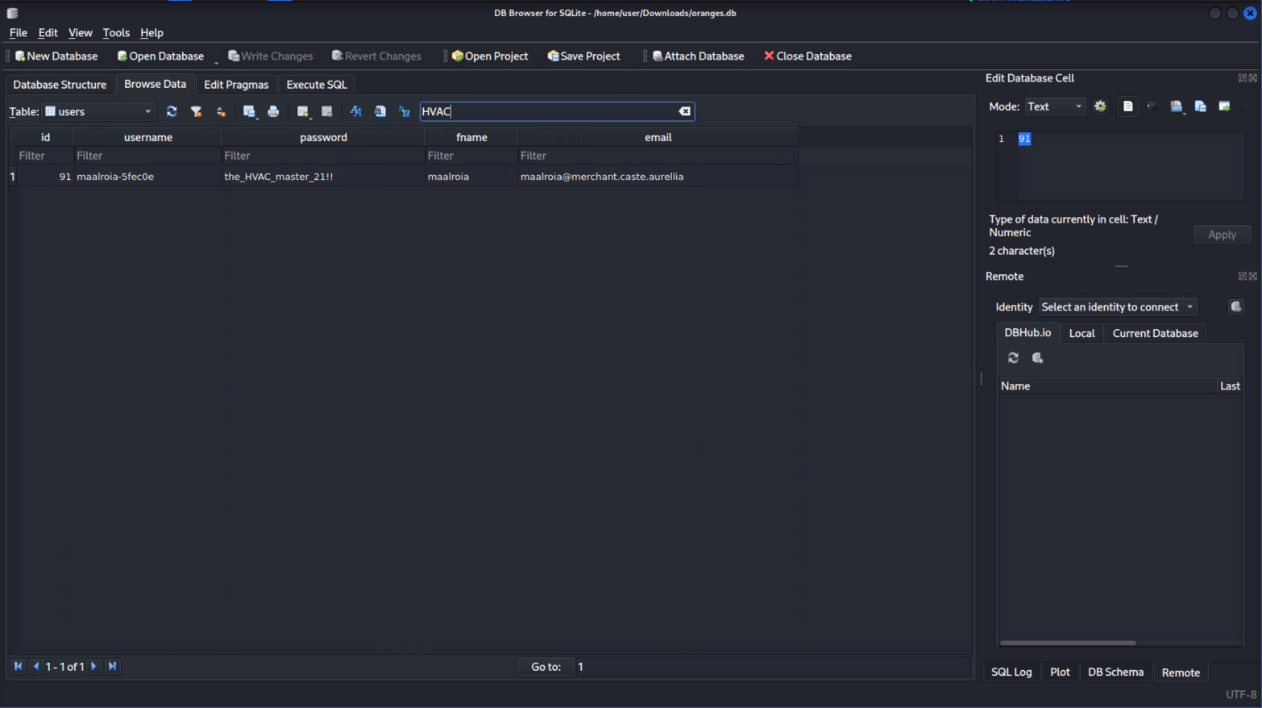 DB Browser for SQLite - /home/user/Downloads/oranges.db
File Edit View Tools Help
New Database Open Database Write Changes Revert Changes Open Project Save Project Attach Database Close Database
Database Structure Browse Data Edit Pragmas Execute SQL
Table: users HVAC
id username password fname email
Filter Filter Filter Filter Filter
1 91 maalroia-5fec0e the_HVAC_master_21!! maalroia maalroia@merchant.caste.aurellia
1 - 1 of 1 Go to: 1
Edit Database Cell
Mode: Text
1 91
Type of data currently in cell: Text /
Numeric
Apply
2 character(s)
Remote
Identity Select an identity to connect
DBHub.io Local Current Database
Name Last
SQL Log Plot DB Schema Remote
UTF-8